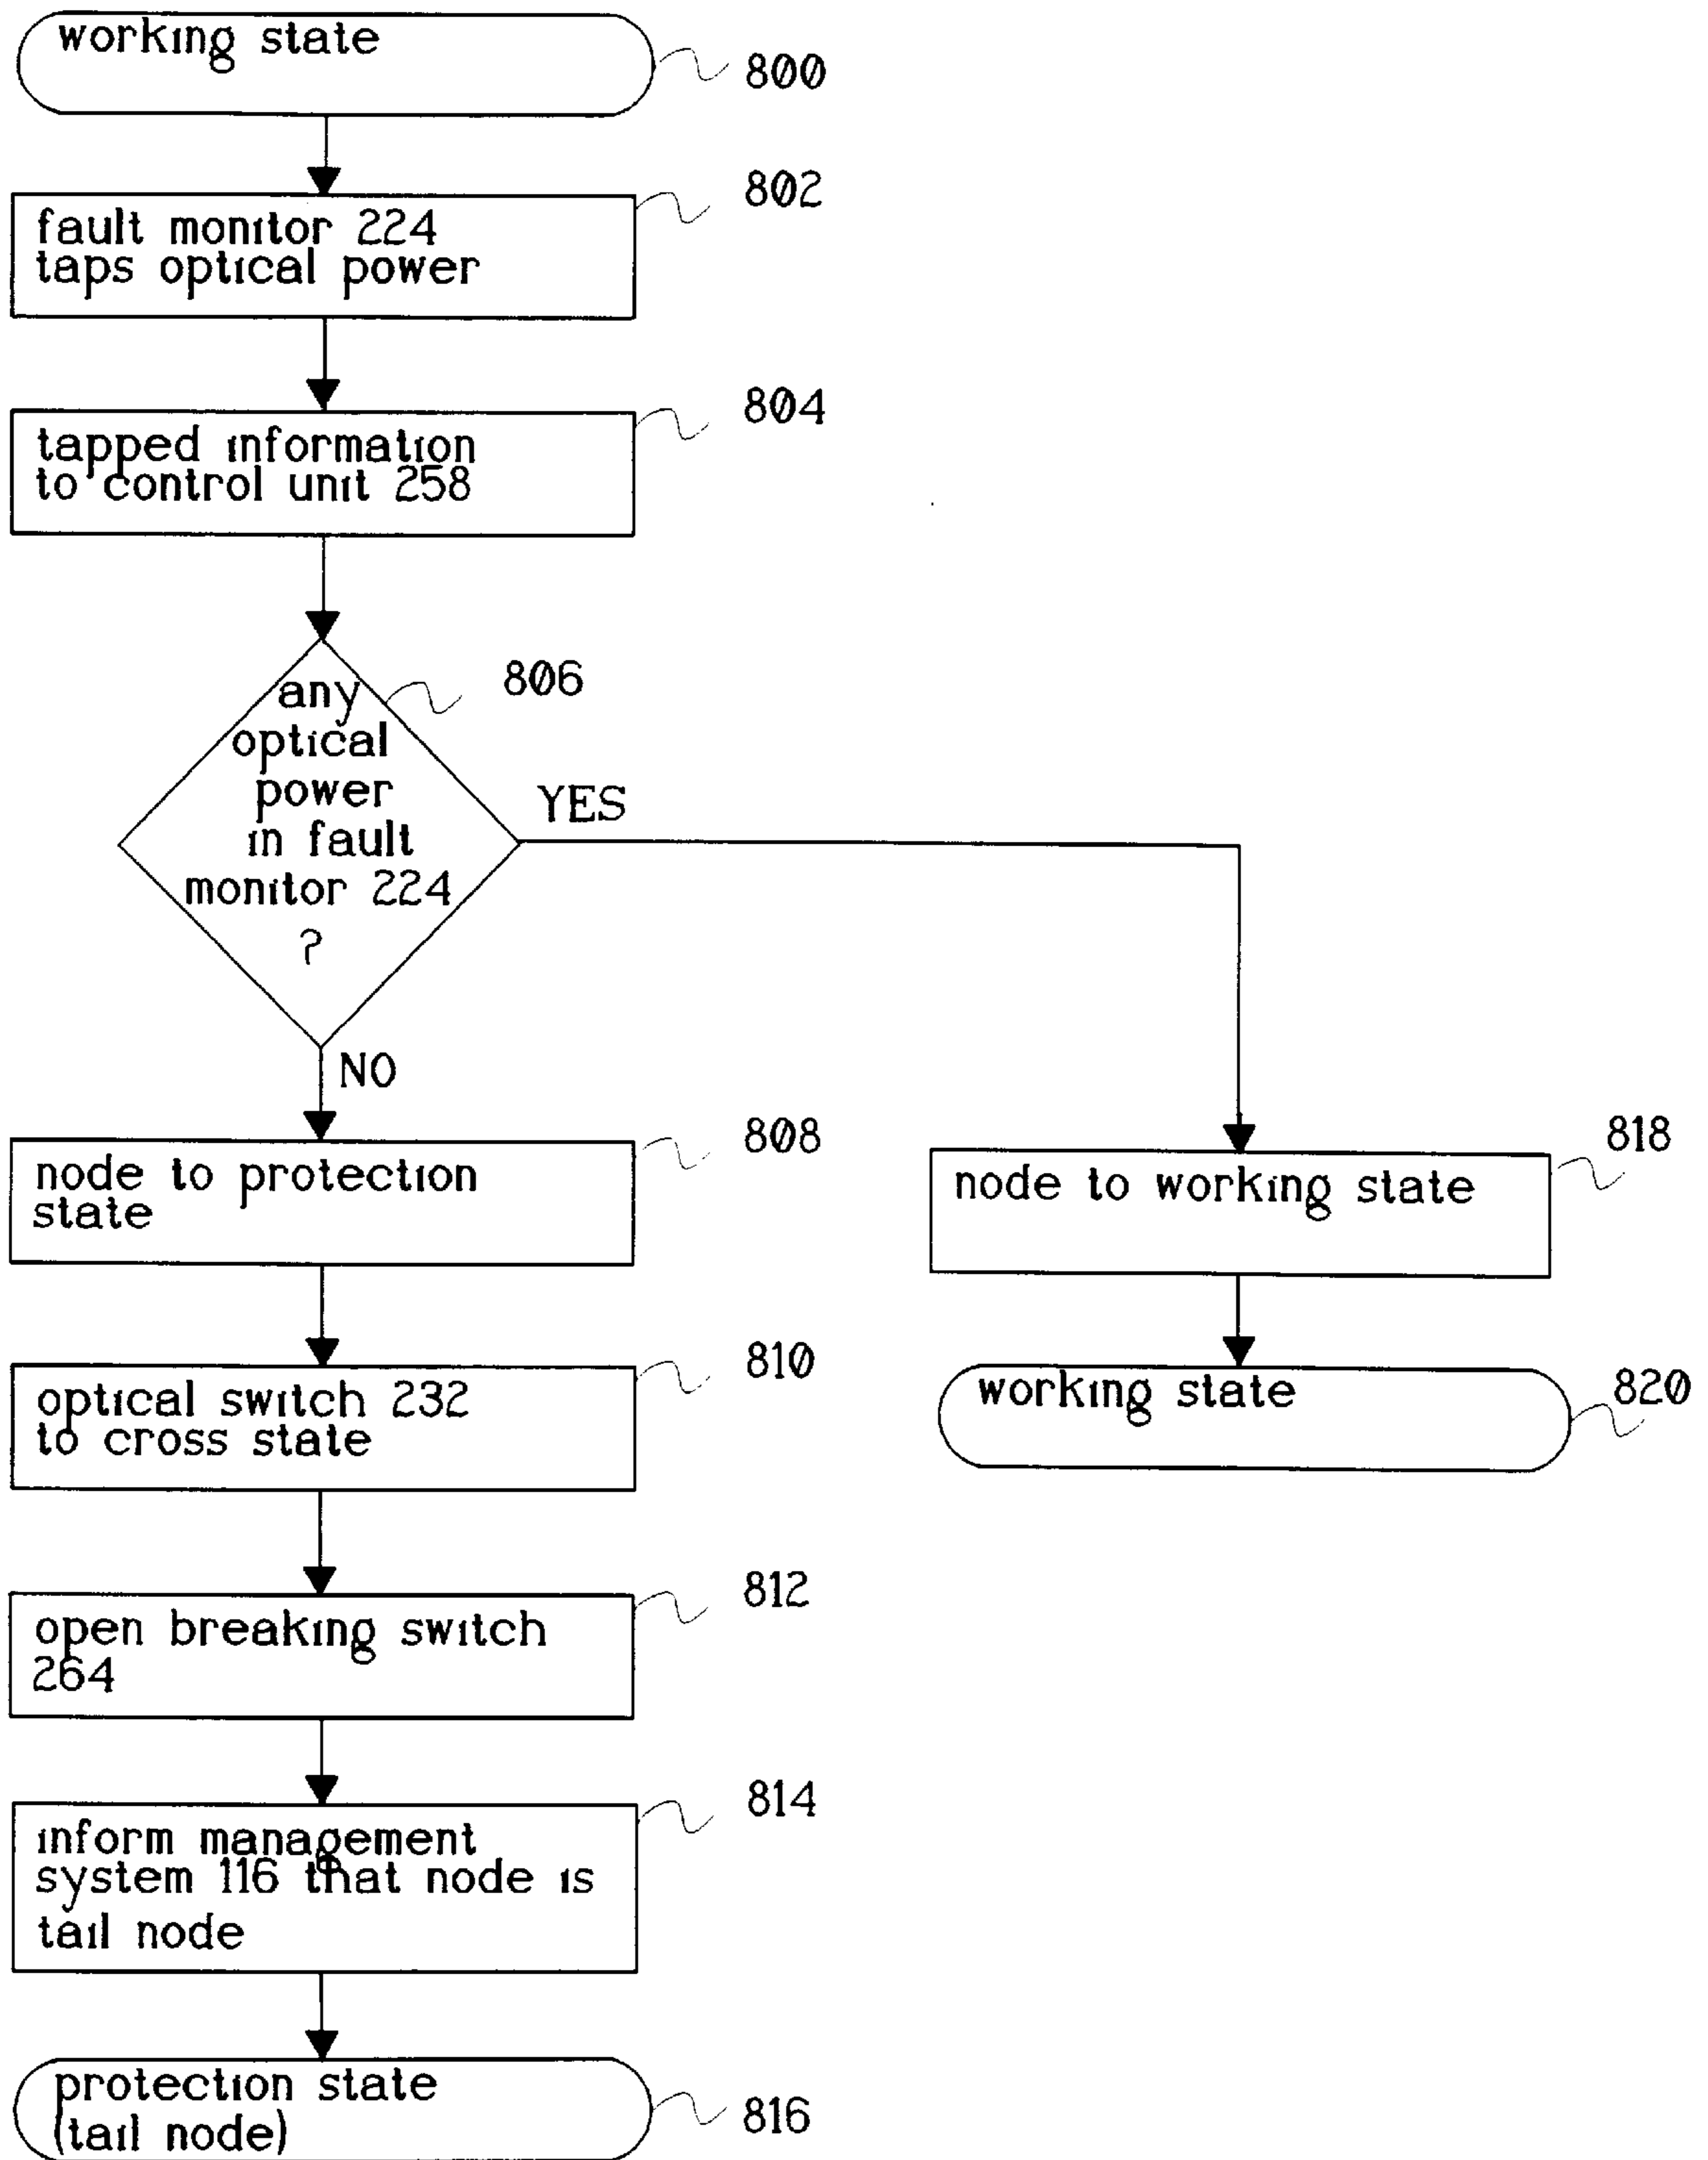 working state
800
802
fault monitor 224
taps optical power
804
tapped information
to control unit 258
806
any
optical
power
in fault
monitor 224
?
YES
NO
808
node to protection
state
818
node to working state
810
optical switch 232
to cross state
820
working state
812
open breaking switch
264
814
inform management
system 116 that node is
tail node
protection state
(tail node)
816